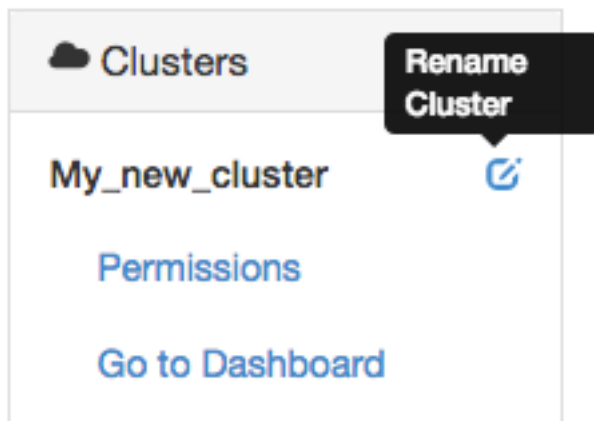 Clusters
Rename
Cluster
My_new_cluster
Permissions
Go to Dashboard